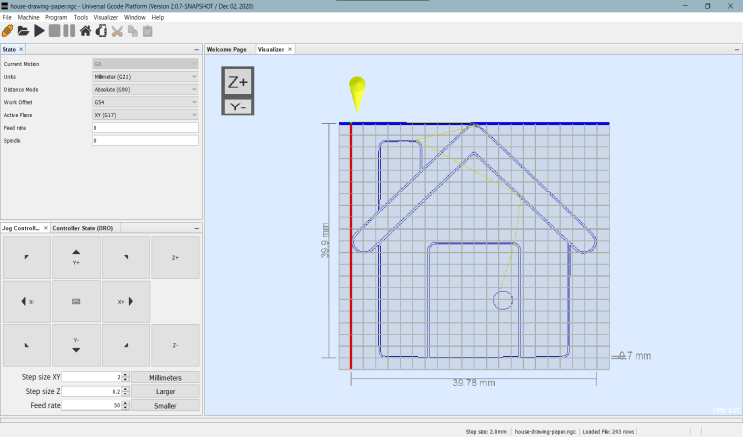 house-drawing-paper.ngc - Universal Gcode Platform (Version 2.0.7-SNAPSHOT / Dec 02, 2020)
File Machine Program Tools Visualizer Window Help
State
Welcome Page Visualizer
Current Motion G0
Units Millimeter (G21)
Distance Mode Absolute (G90)
Work Offset G54
Active Plane XY (G17)
Feed rate 0
Spindle 0
Z+
Y-
39.9 mm
0.7 mm
39.78 mm
Jog Controll... Controller State (DRO)
Y+
Z+
X-
X+
Y-
Z-
Step size XY 2 Millimeters
Step size Z 0.2 Larger
Feed rate 50 Smaller
Step size: 2.0mm house-drawing-paper.ngc Loaded File: 243 rows